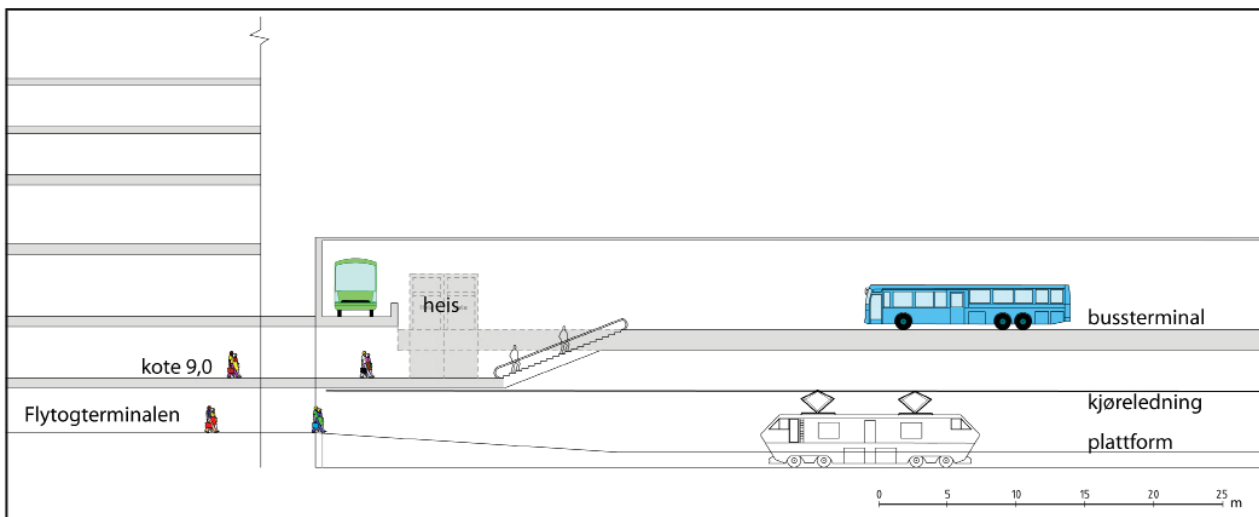 heis
bussterminal
kote 9,0
kjøreledning
Flytogterminalen
plattform
0 5 10 15 20 25 m